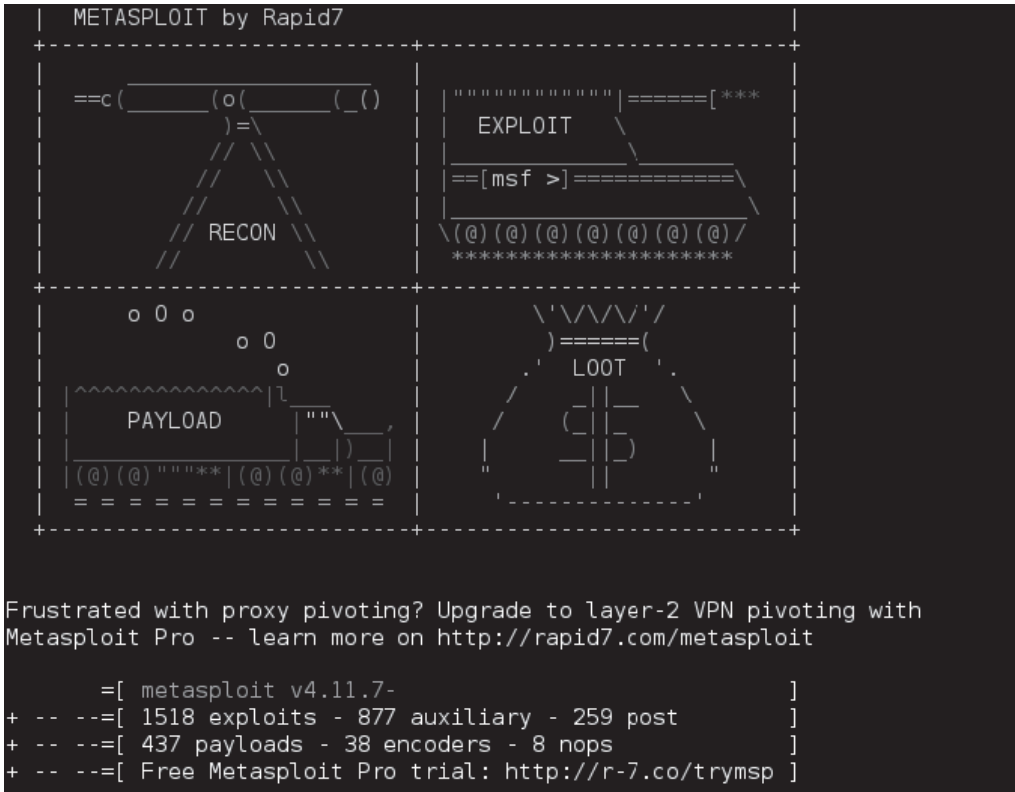 METASPLOIT by Rapid7
EXPLOIT
==[msf >]============\
RECON
PAYLOAD
LOOT
Frustrated with proxy pivoting? Upgrade to layer-2 VPN pivoting with
Metasploit Pro -- learn more on http://rapid7.com/metasploit
=[ metasploit v4.11.7- ]
+ -- --=[ 1518 exploits - 877 auxiliary - 259 post ]
+ -- --=[ 437 payloads - 38 encoders - 8 nops ]
+ -- --=[ Free Metasploit Pro trial: http://r-7.co/trymsp ]